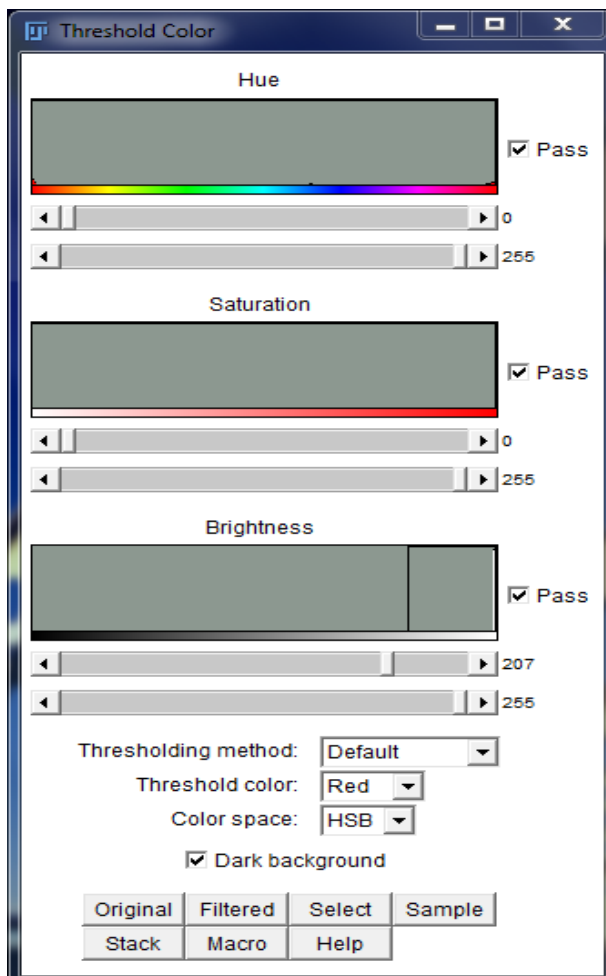 Threshold Color
Hue
Pass
0
255
Saturation
Pass
0
255
Brightness
Pass
207
255
Thresholding method: Default
Threshold color: Red
Color space: HSB
Dark background
Original Filtered Select Sample
Stack Macro Help